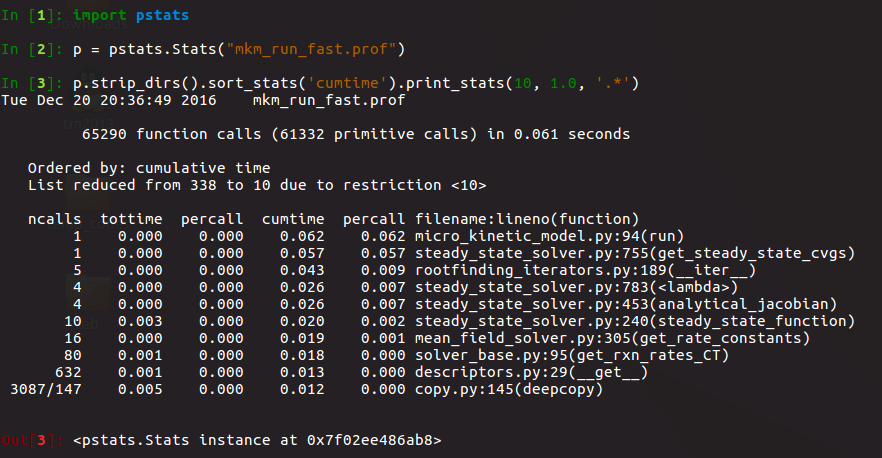 In [1]: import pstats
In [2]: p = pstats.Stats("mkm_run_fast.prof")
In [3]: p.strip_dirs().sort_stats('cumtime').print_stats(10, 1.0, '.*')
Tue Dec 20 20:36:49 2016    mkm_run_fast.prof
         65290 function calls (61332 primitive calls) in 0.061 seconds
   Ordered by: cumulative time
   List reduced from 338 to 10 due to restriction <10>
   ncalls  tottime  percall  cumtime  percall filename:lineno(function)
        1    0.000    0.000    0.062    0.062 micro_kinetic_model.py:94(run)
        1    0.000    0.000    0.057    0.057 steady_state_solver.py:755(get_steady_state_cvgs)
        5    0.000    0.000    0.043    0.009 rootfinding_iterators.py:189(__iter__)
        4    0.000    0.000    0.026    0.007 steady_state_solver.py:783(<lambda>)
        4    0.000    0.000    0.026    0.007 steady_state_solver.py:453(analytical_jacobian)
       10    0.003    0.000    0.020    0.002 steady_state_solver.py:240(steady_state_function)
       16    0.000    0.000    0.019    0.001 mean_field_solver.py:305(get_rate_constants)
       80    0.001    0.000    0.018    0.000 solver_base.py:95(get_rxn_rates_CT)
      632    0.001    0.000    0.013    0.000 descriptors.py:29(__get__)
 3087/147    0.005    0.000    0.012    0.000 copy.py:145(deepcopy)
Out[3]: <pstats.Stats instance at 0x7f02ee486ab8>